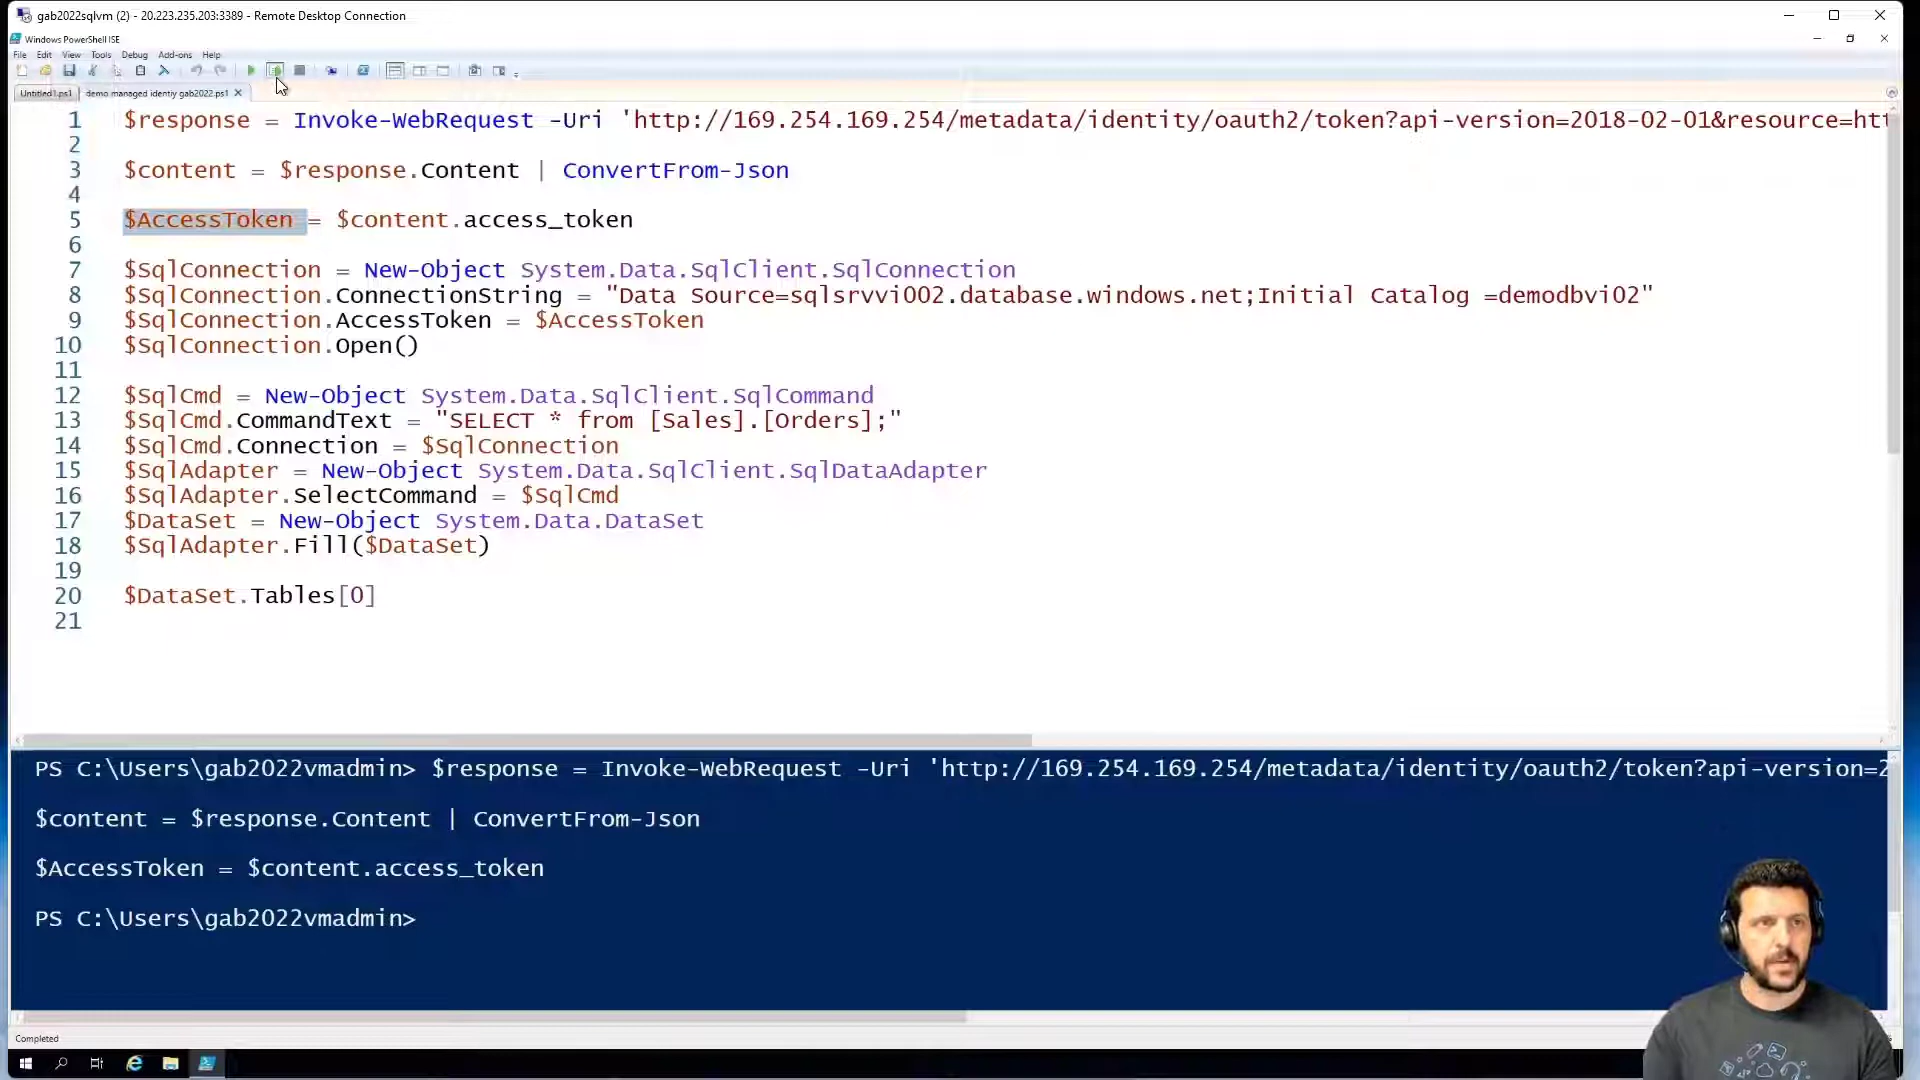 gab2022sqlvm (2) - 20.223.235.203:3389 - Remote Desktop Connection
Windows PowerShell ISE
File Edit View Tools Debug Add-ons Help
Untitled1.ps1 demo managed identiy gab2022.ps1
1 $response = Invoke-WebRequest -Uri 'http://169.254.169.254/metadata/identity/oauth2/token?api-version=2018-02-01&resource=htt
2
3 $content = $response.Content | ConvertFrom-Json
4
5 $AccessToken = $content.access_token
6
7 $SqlConnection = New-Object System.Data.SqlClient.SqlConnection
8 $SqlConnection.ConnectionString = "Data Source=sqlsrvvi002.database.windows.net;Initial Catalog =demodbvi02"
9 $SqlConnection.AccessToken = $AccessToken
10 $SqlConnection.Open()
11
12 $SqlCmd = New-Object System.Data.SqlClient.SqlCommand
13 $SqlCmd.CommandText = "SELECT * from [Sales].[Orders];"
14 $SqlCmd.Connection = $SqlConnection
15 $SqlAdapter = New-Object System.Data.SqlClient.SqlDataAdapter
16 $SqlAdapter.SelectCommand = $SqlCmd
17 $DataSet = New-Object System.Data.DataSet
18 $SqlAdapter.Fill($DataSet)
19
20 $DataSet.Tables[0]
21
PS C:\Users\gab2022vmadmin> $response = Invoke-WebRequest -Uri 'http://169.254.169.254/metadata/identity/oauth2/token?api-version=2
$content = $response.Content | ConvertFrom-Json
$AccessToken = $content.access_token
PS C:\Users\gab2022vmadmin>
Completed